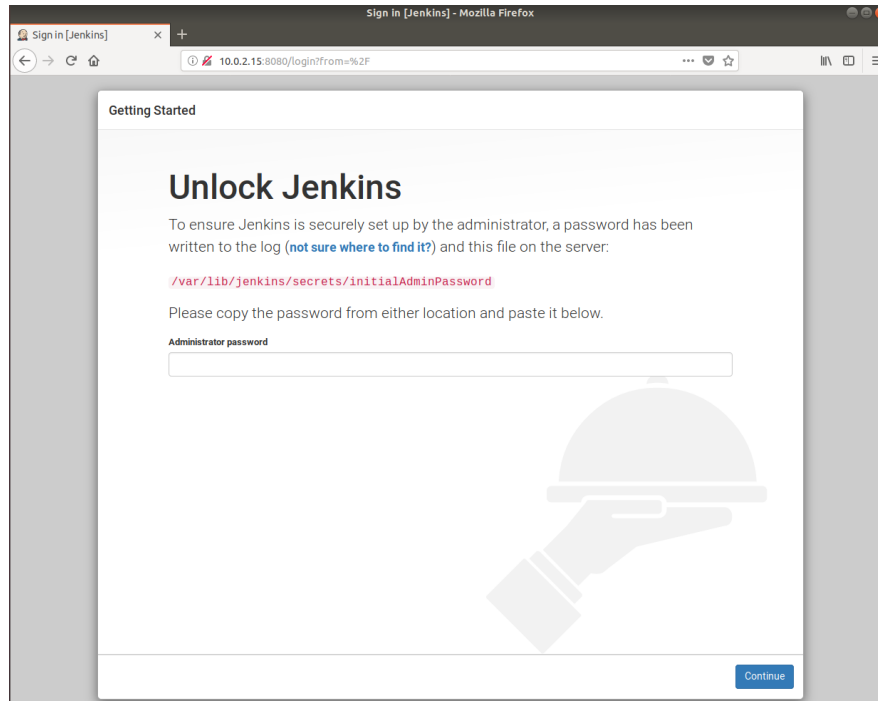 Sign in [Jenkins] - Mozilla Firefox
Sign in [Jenkins]
10.0.2.15:8080/login?from=%2F
Getting Started
Unlock Jenkins
To ensure Jenkins is securely set up by the administrator, a password has been
written to the log (not sure where to find it?) and this file on the server:
/var/lib/jenkins/secrets/initialAdminPassword
Please copy the password from either location and paste it below.
Administrator password
Continue